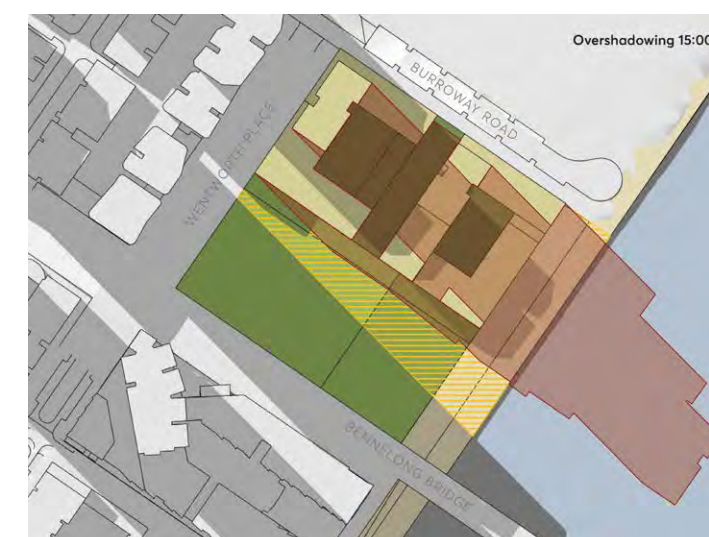 Overshadowing 15:00
BURROWAY ROAD
WENTWORTH PLACE
BENNELONG BRIDGE